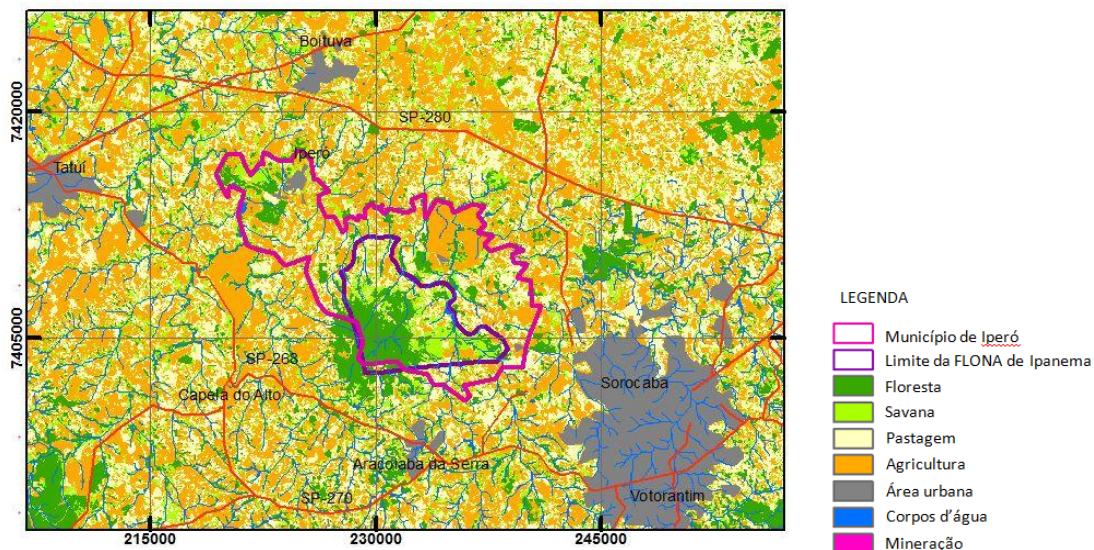 Boituva
7420000
SP-280
Iperó
Tatuí
7405000
SP-268
Capela do Alto
Sorocaba
Araçoiaba da Serra
SP-270
Votorantim
215000
230000
245000
LEGENDA
Município de Iperó
Limite da FLONA de Ipanema
Floresta
Savana
Pastagem
Agricultura
Área urbana
Corpos d'água
Mineração